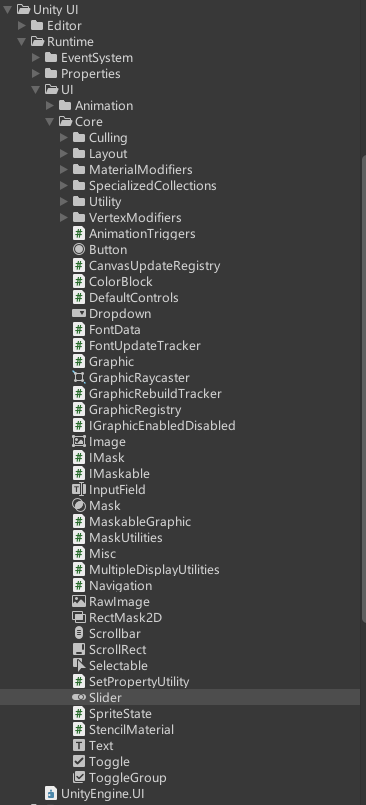 Unity UI
Editor
Runtime
EventSystem
Properties
UI
Animation
Core
Culling
Layout
MaterialModifiers
SpecializedCollections
Utility
VertexModifiers
AnimationTriggers
Button
CanvasUpdateRegistry
ColorBlock
DefaultControls
Dropdown
FontData
FontUpdateTracker
Graphic
GraphicRaycaster
GraphicRebuildTracker
GraphicRegistry
IGraphicEnabledDisabled
Image
IMask
IMaskable
InputField
Mask
MaskableGraphic
MaskUtilities
Misc
MultipleDisplayUtilities
Navigation
RawImage
RectMask2D
Scrollbar
ScrollRect
Selectable
SetPropertyUtility
Slider
SpriteState
StencilMaterial
Text
Toggle
ToggleGroup
UnityEngine.UI